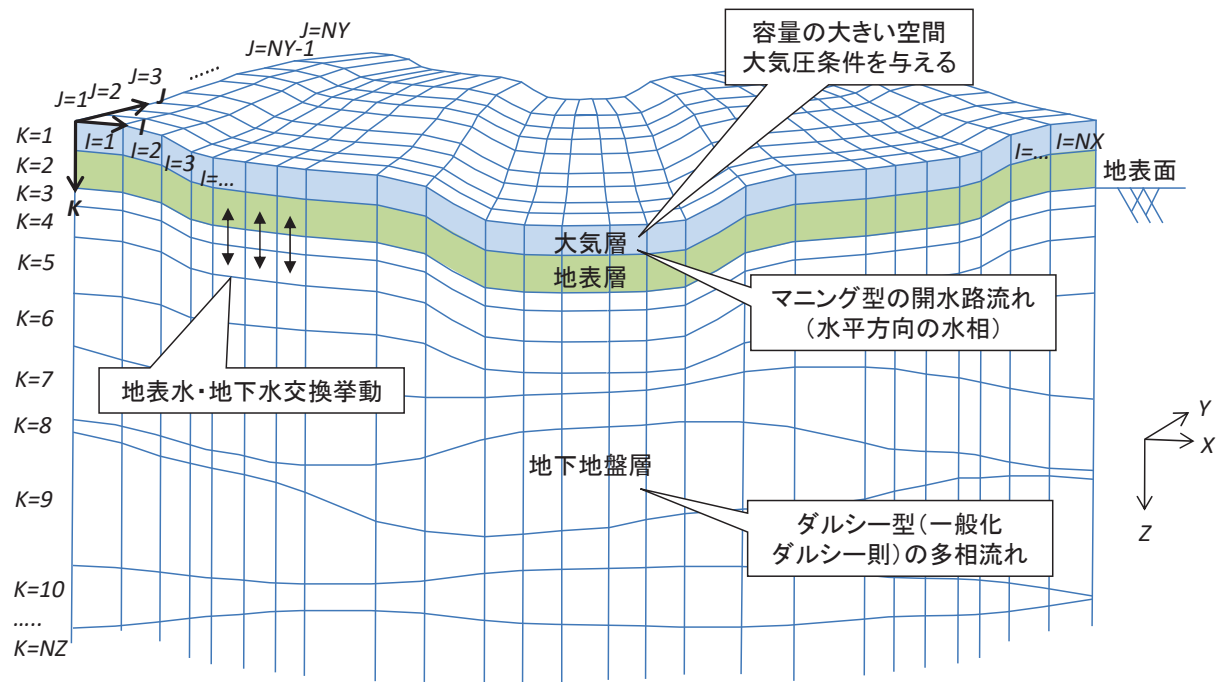 容量の大きい空間
大気圧条件を与える
J=NY
J=NY-1
......
J=3
J=2
J=1
J
I
K
I=1
I=2
I=3
I=...
I=...
I=NX
地表面
K=1
K=2
K=3
K=4
K=5
K=6
K=7
K=8
K=9
K=10
.....
K=NZ
大気層
地表層
マニング型の開水路流れ
（水平方向の水相）
地表水・地下水交換挙動
地下地盤層
ダルシー型（一般化
ダルシー則）の多相流れ
Y
X
Z